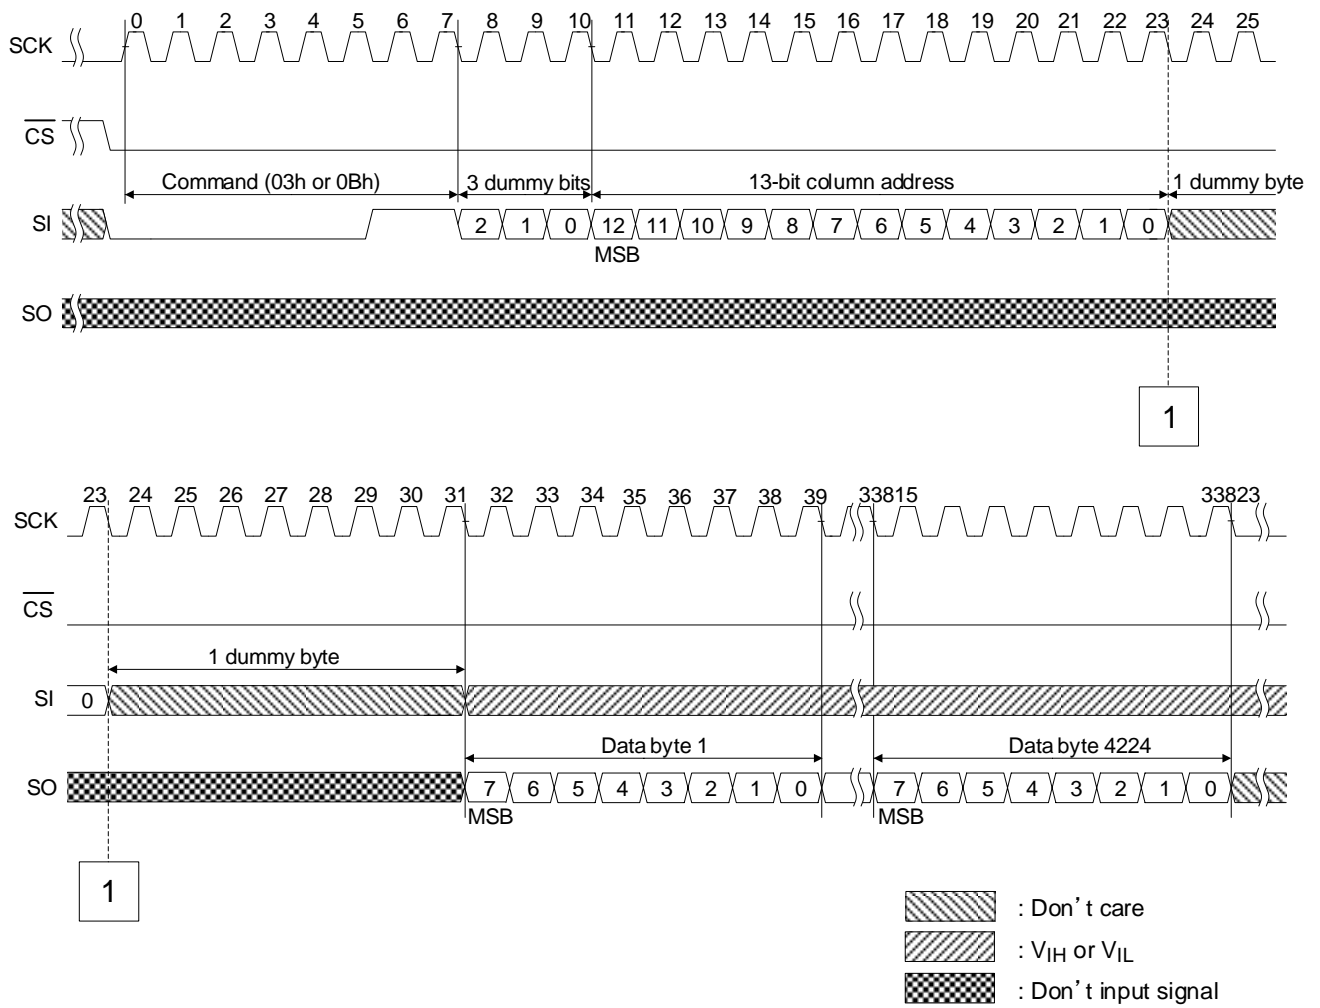 0 1 2 3 4 5 6 7 8 9 10 11 12 13 14 15 16 17 18 19 20 21 22 23 24 25
SCK
CS
Command (03h or 0Bh) 3 dummy bits 13-bit column address 1 dummy byte
SI 2 1 0 12 11 10 9 8 7 6 5 4 3 2 1 0
MSB
SO
1
23 24 25 26 27 28 29 30 31 32 33 34 35 36 37 38 39 33815 33823
SCK
CS
1 dummy byte
SI 0
Data byte 1 Data byte 4224
SO 7 6 5 4 3 2 1 0 7 6 5 4 3 2 1 0
MSB MSB
1
: Don't care
: VIH or VIL
: Don't input signal